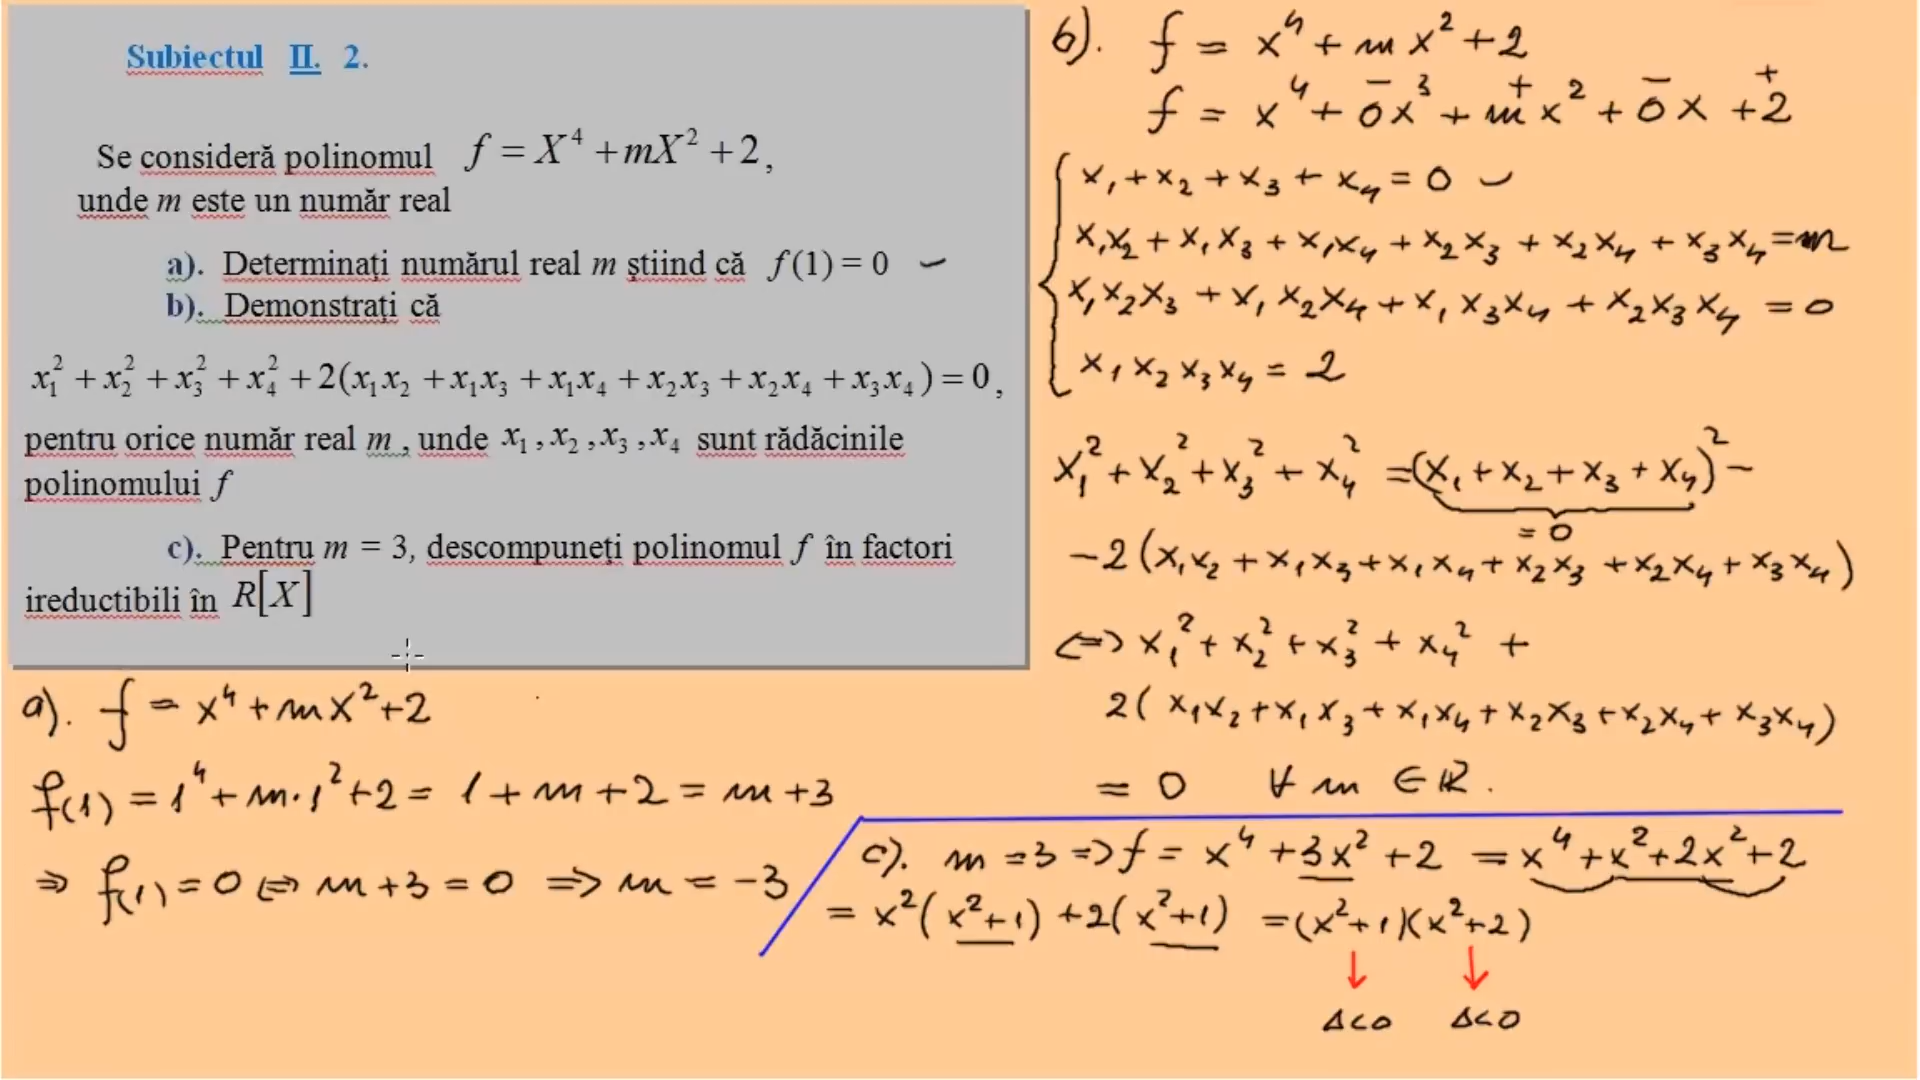 Subiectul II. 2.
Se consideră polinomul f = X⁴ + mX² + 2,
unde m este un număr real
a). Determinați numărul real m știind că f(1) = 0
b). Demonstrați că
x₁² + x₂² + x₃² + x₄² + 2(x₁x₂ + x₁x₃ + x₁x₄ + x₂x₃ + x₂x₄ + x₃x₄) = 0,
pentru orice număr real m, unde x₁, x₂, x₃, x₄ sunt rădăcinile
polinomului f
c). Pentru m = 3, descompuneți polinomul f în factori
ireductibili în R[X]
a). f = x⁴ + mx² + 2
f(1) = 1⁴ + m·1² + 2 = 1 + m + 2 = m + 3
⇒ f(1) = 0 ⇔ m + 3 = 0 ⇒ m = -3
b). f = x⁴ + mx² + 2
- + - +
f = x⁴ + 0x³ + mx² + 0x + 2
x₁ + x₂ + x₃ + x₄ = 0
x₁x₂ + x₁x₃ + x₁x₄ + x₂x₃ + x₂x₄ + x₃x₄ = m
x₁x₂x₃ + x₁x₂x₄ + x₁x₃x₄ + x₂x₃x₄ = 0
x₁x₂x₃x₄ = 2
x₁² + x₂² + x₃² + x₄² = (x₁ + x₂ + x₃ + x₄)² -
= 0
-2(x₁x₂ + x₁x₃ + x₁x₄ + x₂x₃ + x₂x₄ + x₃x₄)
⇔ x₁² + x₂² + x₃² + x₄² +
2(x₁x₂ + x₁x₃ + x₁x₄ + x₂x₃ + x₂x₄ + x₃x₄)
= 0 ∀ m ∈ ℝ.
c). m = 3 ⇒ f = x⁴ + 3x² + 2 = x⁴ + x² + 2x² + 2
= x²(x² + 1) + 2(x² + 1) = (x² + 1)(x² + 2)
↓ ↓
Δ<0 Δ<0